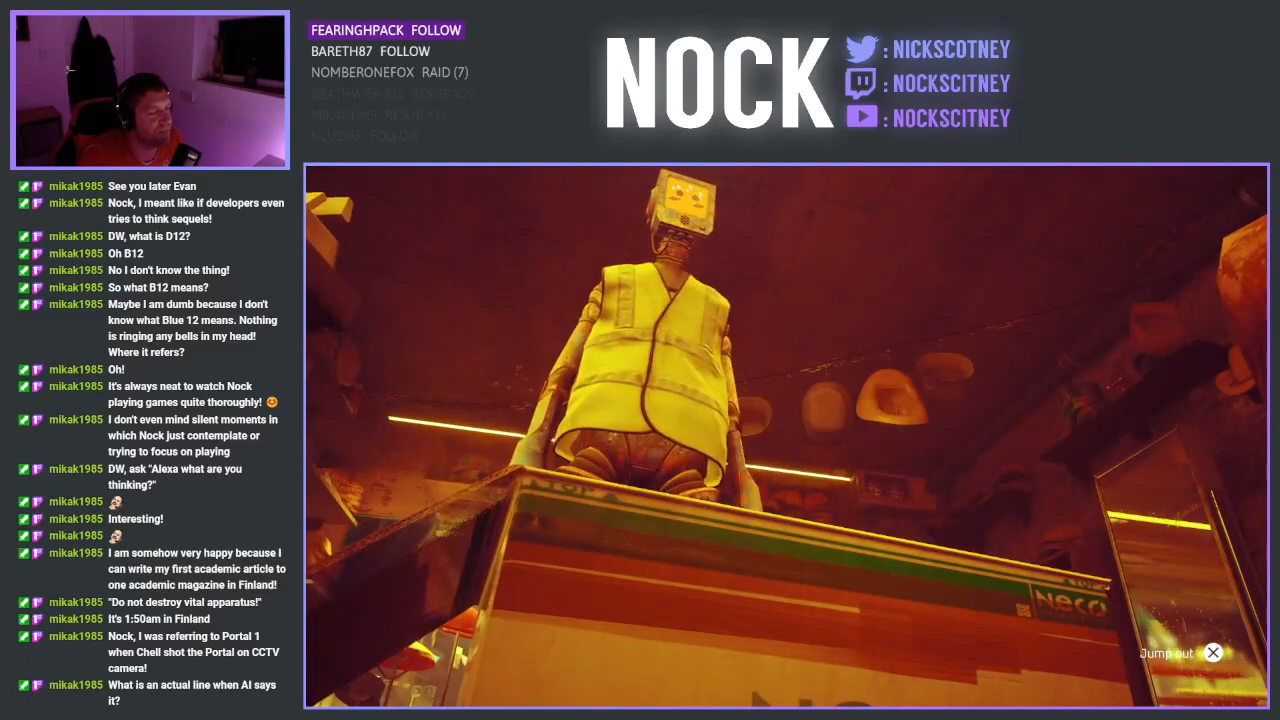 FEARINGHPACK FOLLOW
BARETH87 FOLLOW
NOMBERONEFOX RAID (7)
NOCK
: NICKSCOTNEY
: NOCKSCITNEY
: NOCKSCITNEY
mikak1985 See you later Evan
mikak1985 Nock, I meant like if developers even
tries to think sequels!
mikak1985 DW, what is D12?
mikak1985 Oh B12
mikak1985 No I don't know the thing!
mikak1985 So what B12 means?
mikak1985 Maybe I am dumb because I don't
know what Blue 12 means. Nothing
is ringing any bells in my head!
Where it refers?
mikak1985 Oh!
mikak1985 It's always neat to watch Nock
playing games quite thoroughly! 😊
mikak1985 I don't even mind silent moments in
which Nock just contemplate or
trying to focus on playing
mikak1985 DW, ask "Alexa what are you
thinking?"
mikak1985
mikak1985 Interesting!
mikak1985
mikak1985 I am somehow very happy because I
can write my first academic article to
one academic magazine in Finland!
mikak1985 "Do not destroy vital apparatus!"
mikak1985 It's 1:50am in Finland
mikak1985 Nock, I was referring to Portal 1
when Chell shot the Portal on CCTV
camera!
mikak1985 What is an actual line when AI says
it?
Neco
Jump out